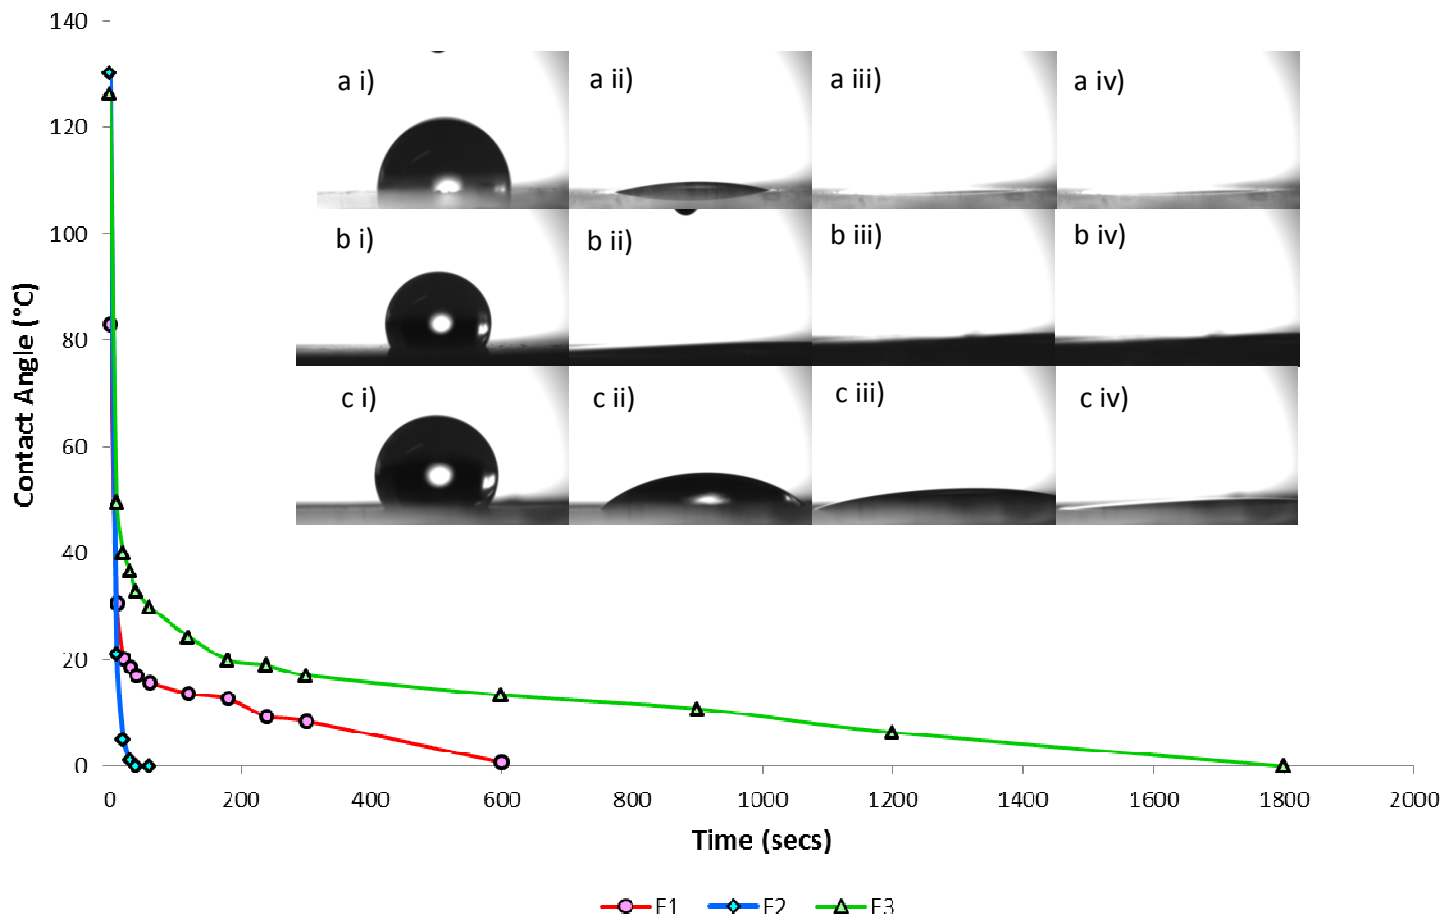 140
120
100
80
60
40
20
0
Contact Angle (°C)
a i)
a ii)
a iii)
a iv)
b i)
b ii)
b iii)
b iv)
c i)
c ii)
c iii)
c iv)
0
200
400
600
800
1000
1200
1400
1600
1800
2000
Time (secs)
F1
F2
F3